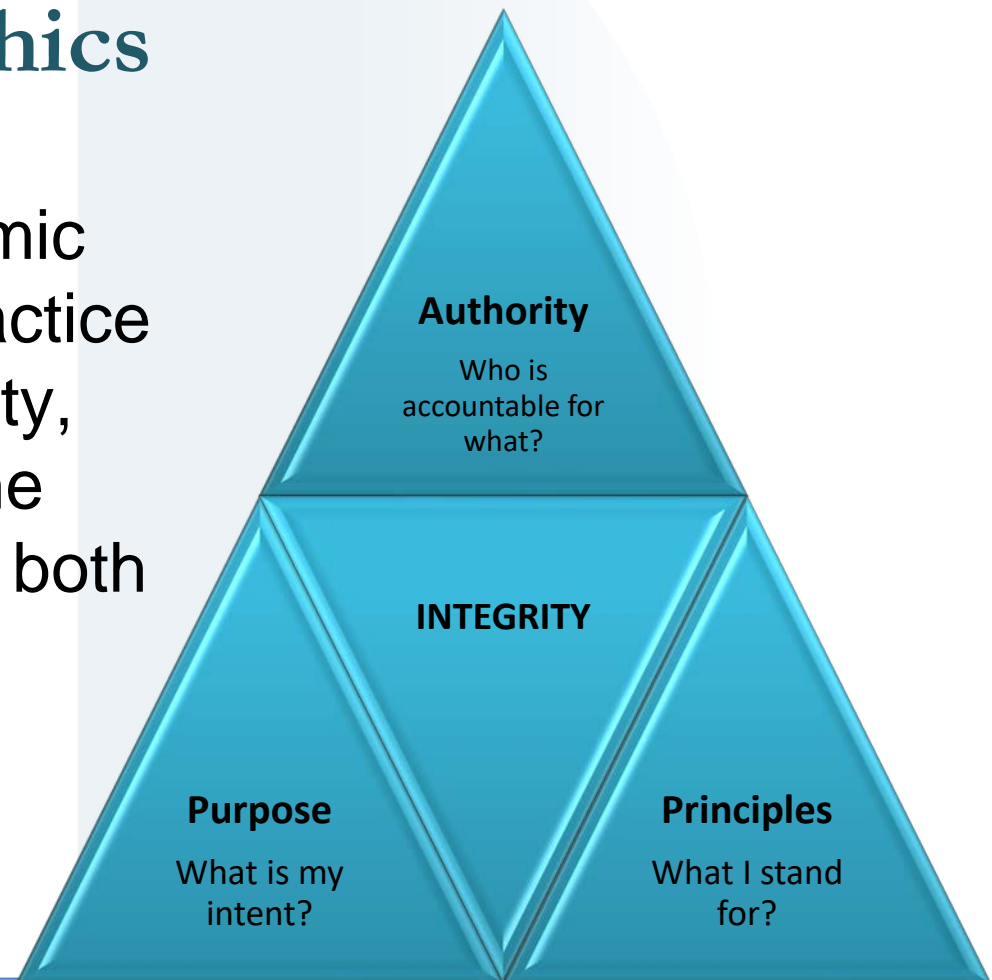 hics
mic
actice
ty,
ne
both
Authority
Who is
accountable for
what?
INTEGRITY
Purpose
What is my
intent?
Principles
What I stand
for?